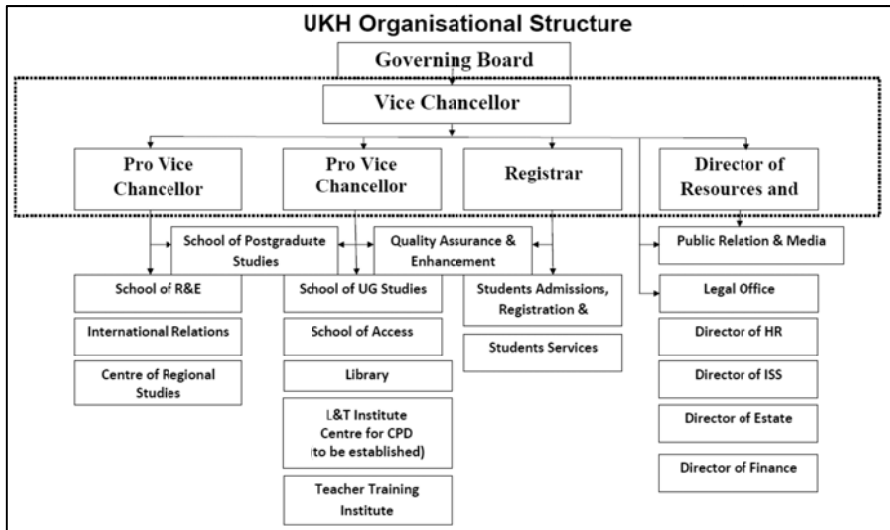 UKH Organisational Structure
Governing Board
Vice Chancellor
Pro Vice
Chancellor
Pro Vice
Chancellor
Registrar
Director of
Resources and
School of Postgraduate
Studies
Quality Assurance &
Enhancement
Public Relation & Media
School of R&E
School of UG Studies
Students Admissions,
Registration &
Legal Office
International Relations
School of Access
Students Services
Director of HR
Centre of Regional
Studies
Library
Director of ISS
L&T Institute
Centre for CPD
(to be established)
Director of Estate
Teacher Training
Institute
Director of Finance